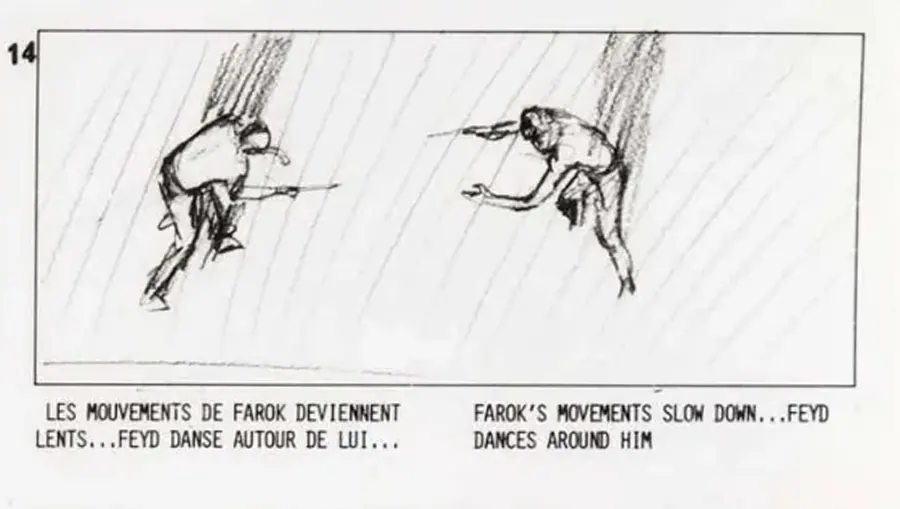 14
LES MOUVEMENTS DE FAROK DEVIENNENT
LENTS...FEYD DANSE AUTOUR DE LUI...
FAROK'S MOVEMENTS SLOW DOWN...FEYD
DANCES AROUND HIM